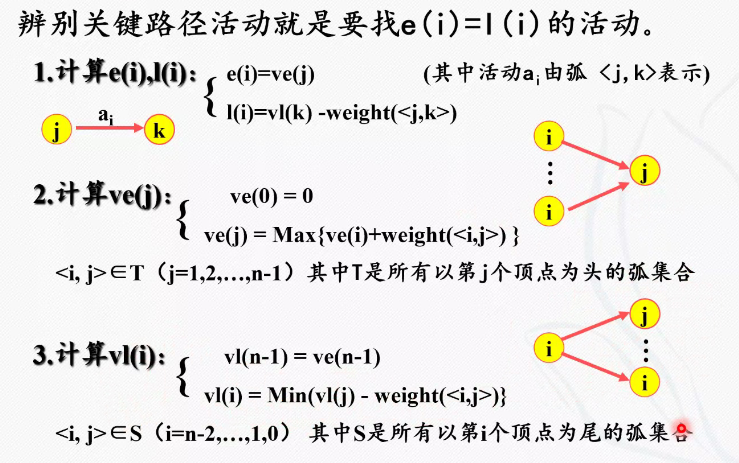 辨别关键路径活动就是要找e(i)=l(i)的活动。
1.计算e(i),l(i)： { e(i)=ve(j) (其中活动ai由弧 <j,k>表示)
l(i)=vl(k) -weight(<j,k>)
j ai k
i
⋮ j
i
2.计算ve(j)： { ve(0) = 0
ve(j) = Max{ve(i)+weight(<i,j>) }
<i, j>∈T（j=1,2,…,n-1）其中T是所有以第j个顶点为头的弧集合
j
i ⋮
i
3.计算vl(i)： { vl(n-1) = ve(n-1)
vl(i) = Min(vl(j) - weight(<i,j>)}
<i, j>∈S（i=n-2,…,1,0） 其中S是所有以第i个顶点为尾的弧集合